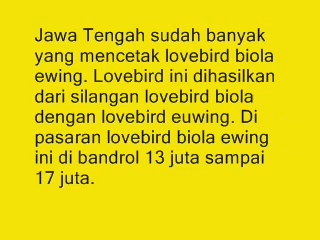 Jawa Tengah sudah banyak
yang mencetak lovebird biola
ewing. Lovebird ini dihasilkan
dari silangan lovebird biola
dengan lovebird euwing. Di
pasaran lovebird biola ewing
ini di bandrol 13 juta sampai
17 juta.